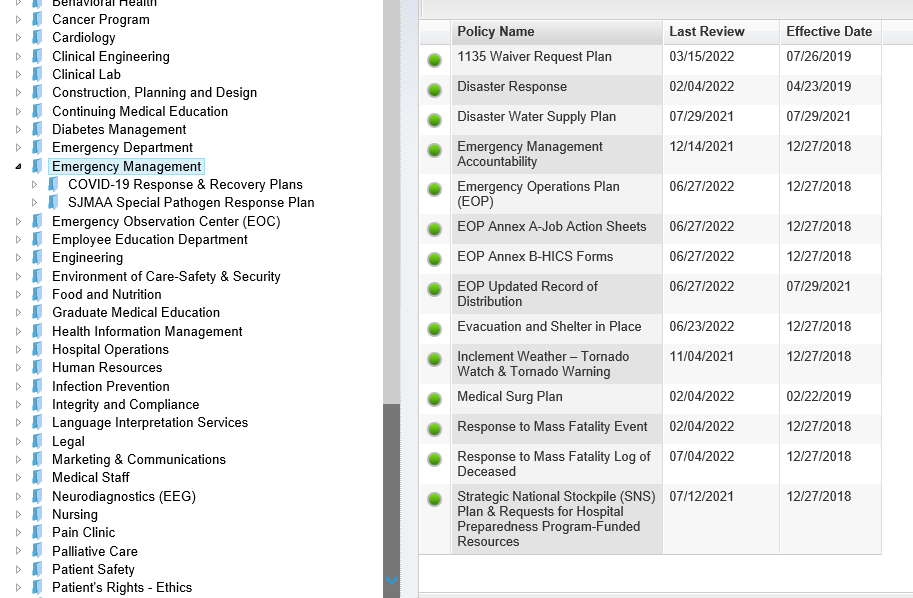 Behavioral Health
Cancer Program
Cardiology
Clinical Engineering
Clinical Lab
Construction, Planning and Design
Continuing Medical Education
Diabetes Management
Emergency Department
Emergency Management
COVID-19 Response & Recovery Plans
SJMAA Special Pathogen Response Plan
Emergency Observation Center (EOC)
Employee Education Department
Engineering
Environment of Care-Safety & Security
Food and Nutrition
Graduate Medical Education
Health Information Management
Hospital Operations
Human Resources
Infection Prevention
Integrity and Compliance
Language Interpretation Services
Legal
Marketing & Communications
Medical Staff
Neurodiagnostics (EEG)
Nursing
Pain Clinic
Palliative Care
Patient Safety
Patient's Rights - Ethics
Policy Name Last Review Effective Date
1135 Waiver Request Plan 03/15/2022 07/26/2019
Disaster Response 02/04/2022 04/23/2019
Disaster Water Supply Plan 07/29/2021 07/29/2021
Emergency Management 12/14/2021 12/27/2018
Accountability
Emergency Operations Plan 06/27/2022 12/27/2018
(EOP)
EOP Annex A-Job Action Sheets 06/27/2022 12/27/2018
EOP Annex B-HICS Forms 06/27/2022 12/27/2018
EOP Updated Record of 06/27/2022 07/29/2021
Distribution
Evacuation and Shelter in Place 06/23/2022 12/27/2018
Inclement Weather – Tornado 11/04/2021 12/27/2018
Watch & Tornado Warning
Medical Surg Plan 02/04/2022 02/22/2019
Response to Mass Fatality Event 02/04/2022 12/27/2018
Response to Mass Fatality Log of 07/04/2022 12/27/2018
Deceased
Strategic National Stockpile (SNS) 07/12/2021 12/27/2018
Plan & Requests for Hospital
Preparedness Program-Funded
Resources